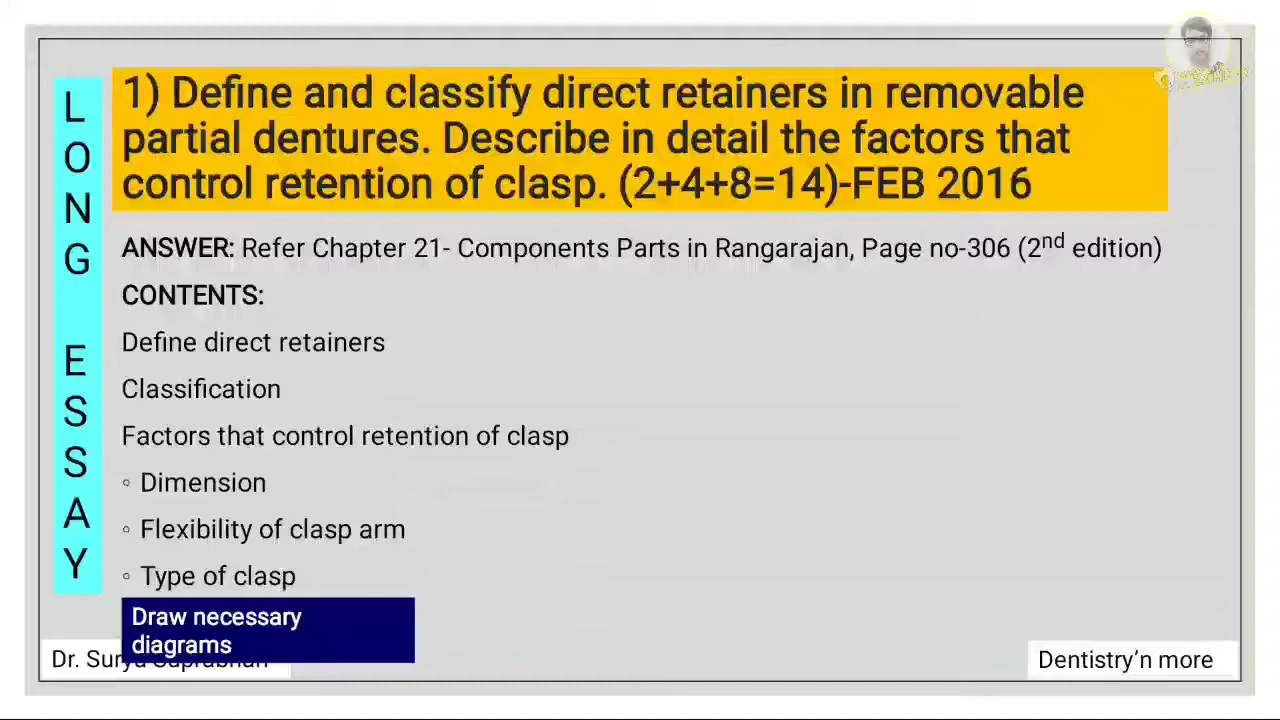 LONG ESSAY
1) Define and classify direct retainers in removable
partial dentures. Describe in detail the factors that
control retention of clasp. (2+4+8=14)-FEB 2016
ANSWER: Refer Chapter 21- Components Parts in Rangarajan, Page no-306 (2nd edition)
CONTENTS:
Define direct retainers
Classification
Factors that control retention of clasp
◦ Dimension
◦ Flexibility of clasp arm
◦ Type of clasp
Draw necessary
diagrams
Dr. Surya
Dentistry’n more